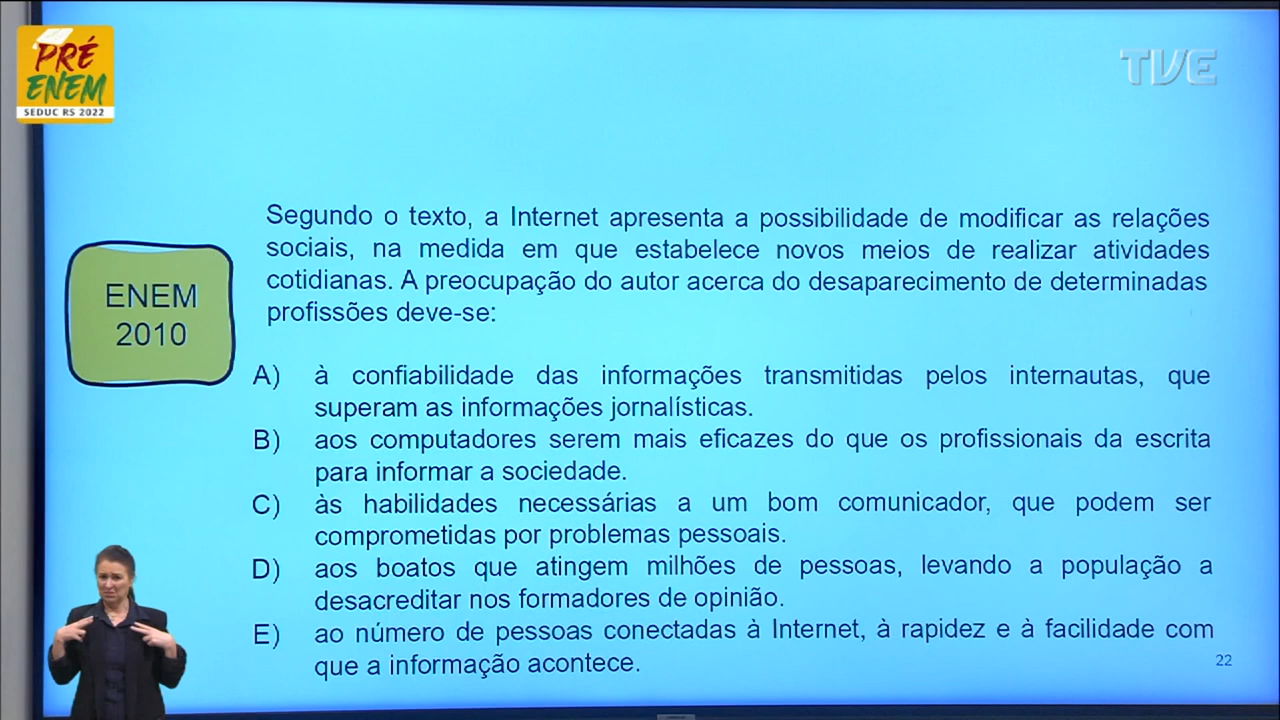 PRÉ
ENEM
SEDUC RS 2022
TVE
Segundo o texto, a Internet apresenta a possibilidade de modificar as relações
sociais, na medida em que estabelece novos meios de realizar atividades
cotidianas. A preocupação do autor acerca do desaparecimento de determinadas
profissões deve-se:
ENEM
2010
A) à confiabilidade das informações transmitidas pelos internautas, que
superam as informações jornalísticas.
B) aos computadores serem mais eficazes do que os profissionais da escrita
para informar a sociedade.
C) às habilidades necessárias a um bom comunicador, que podem ser
comprometidas por problemas pessoais.
D) aos boatos que atingem milhões de pessoas, levando a população a
desacreditar nos formadores de opinião.
E) ao número de pessoas conectadas à Internet, à rapidez e à facilidade com
que a informação acontece.
22